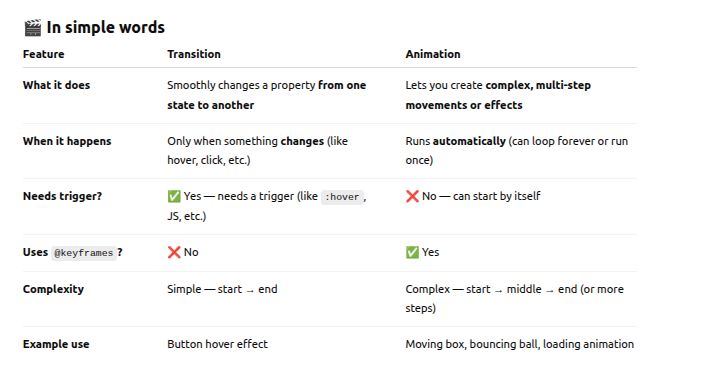 🎬 In simple words
Feature Transition Animation
What it does Smoothly changes a property from one state to another Lets you create complex, multi-step movements or effects
When it happens Only when something changes (like hover, click, etc.) Runs automatically (can loop forever or run once)
Needs trigger? ✅ Yes — needs a trigger (like :hover, JS, etc.) ❌ No — can start by itself
Uses @keyframes? ❌ No ✅ Yes
Complexity Simple — start → end Complex — start → middle → end (or more steps)
Example use Button hover effect Moving box, bouncing ball, loading animation